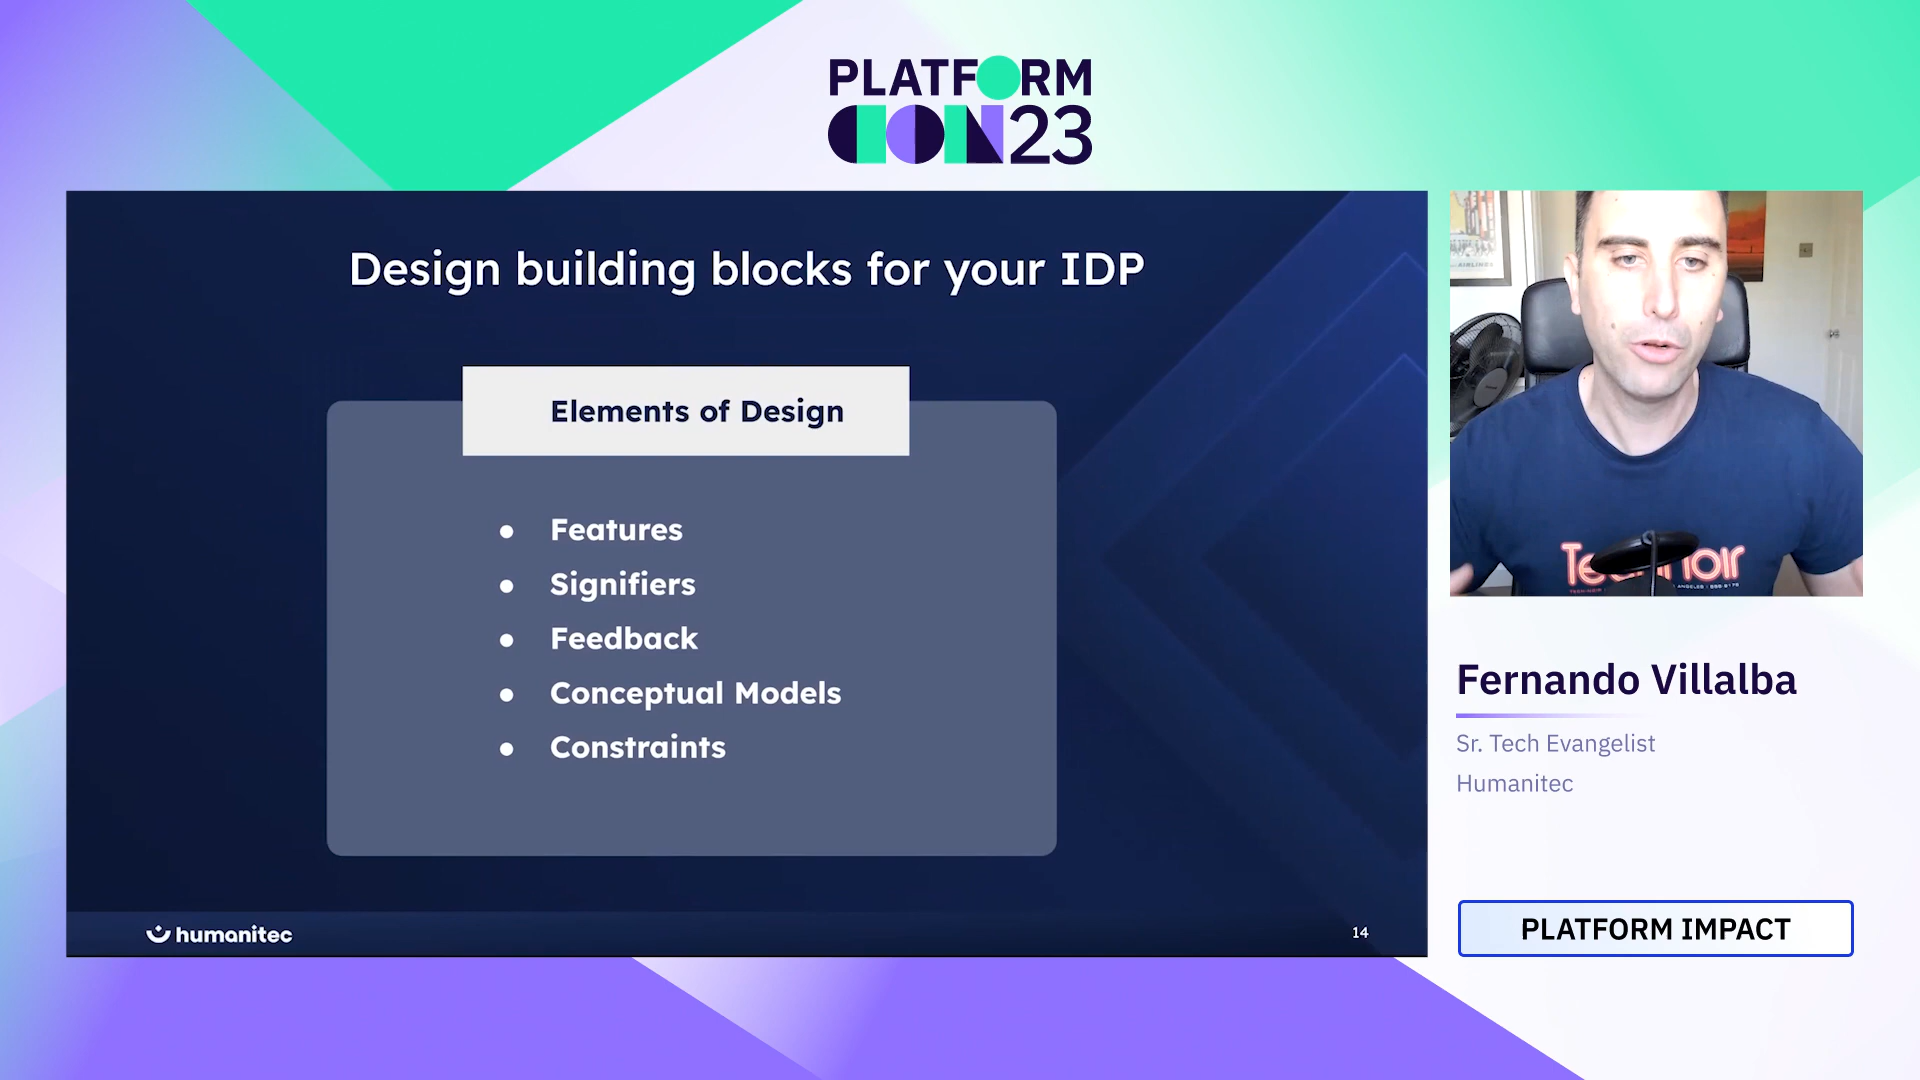 PLATFORM
CON23
Design building blocks for your IDP
Elements of Design
● Features
● Signifiers
● Feedback
● Conceptual Models
● Constraints
humanitec
14
AIRLINES
Fernando Villalba
Sr. Tech Evangelist
Humanitec
PLATFORM IMPACT